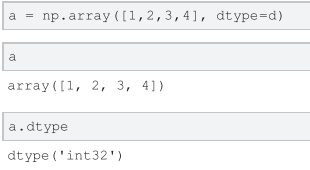 a = np.array([1,2,3,4], dtype=d)
a
array([1, 2, 3, 4])
a.dtype
dtype('int32')